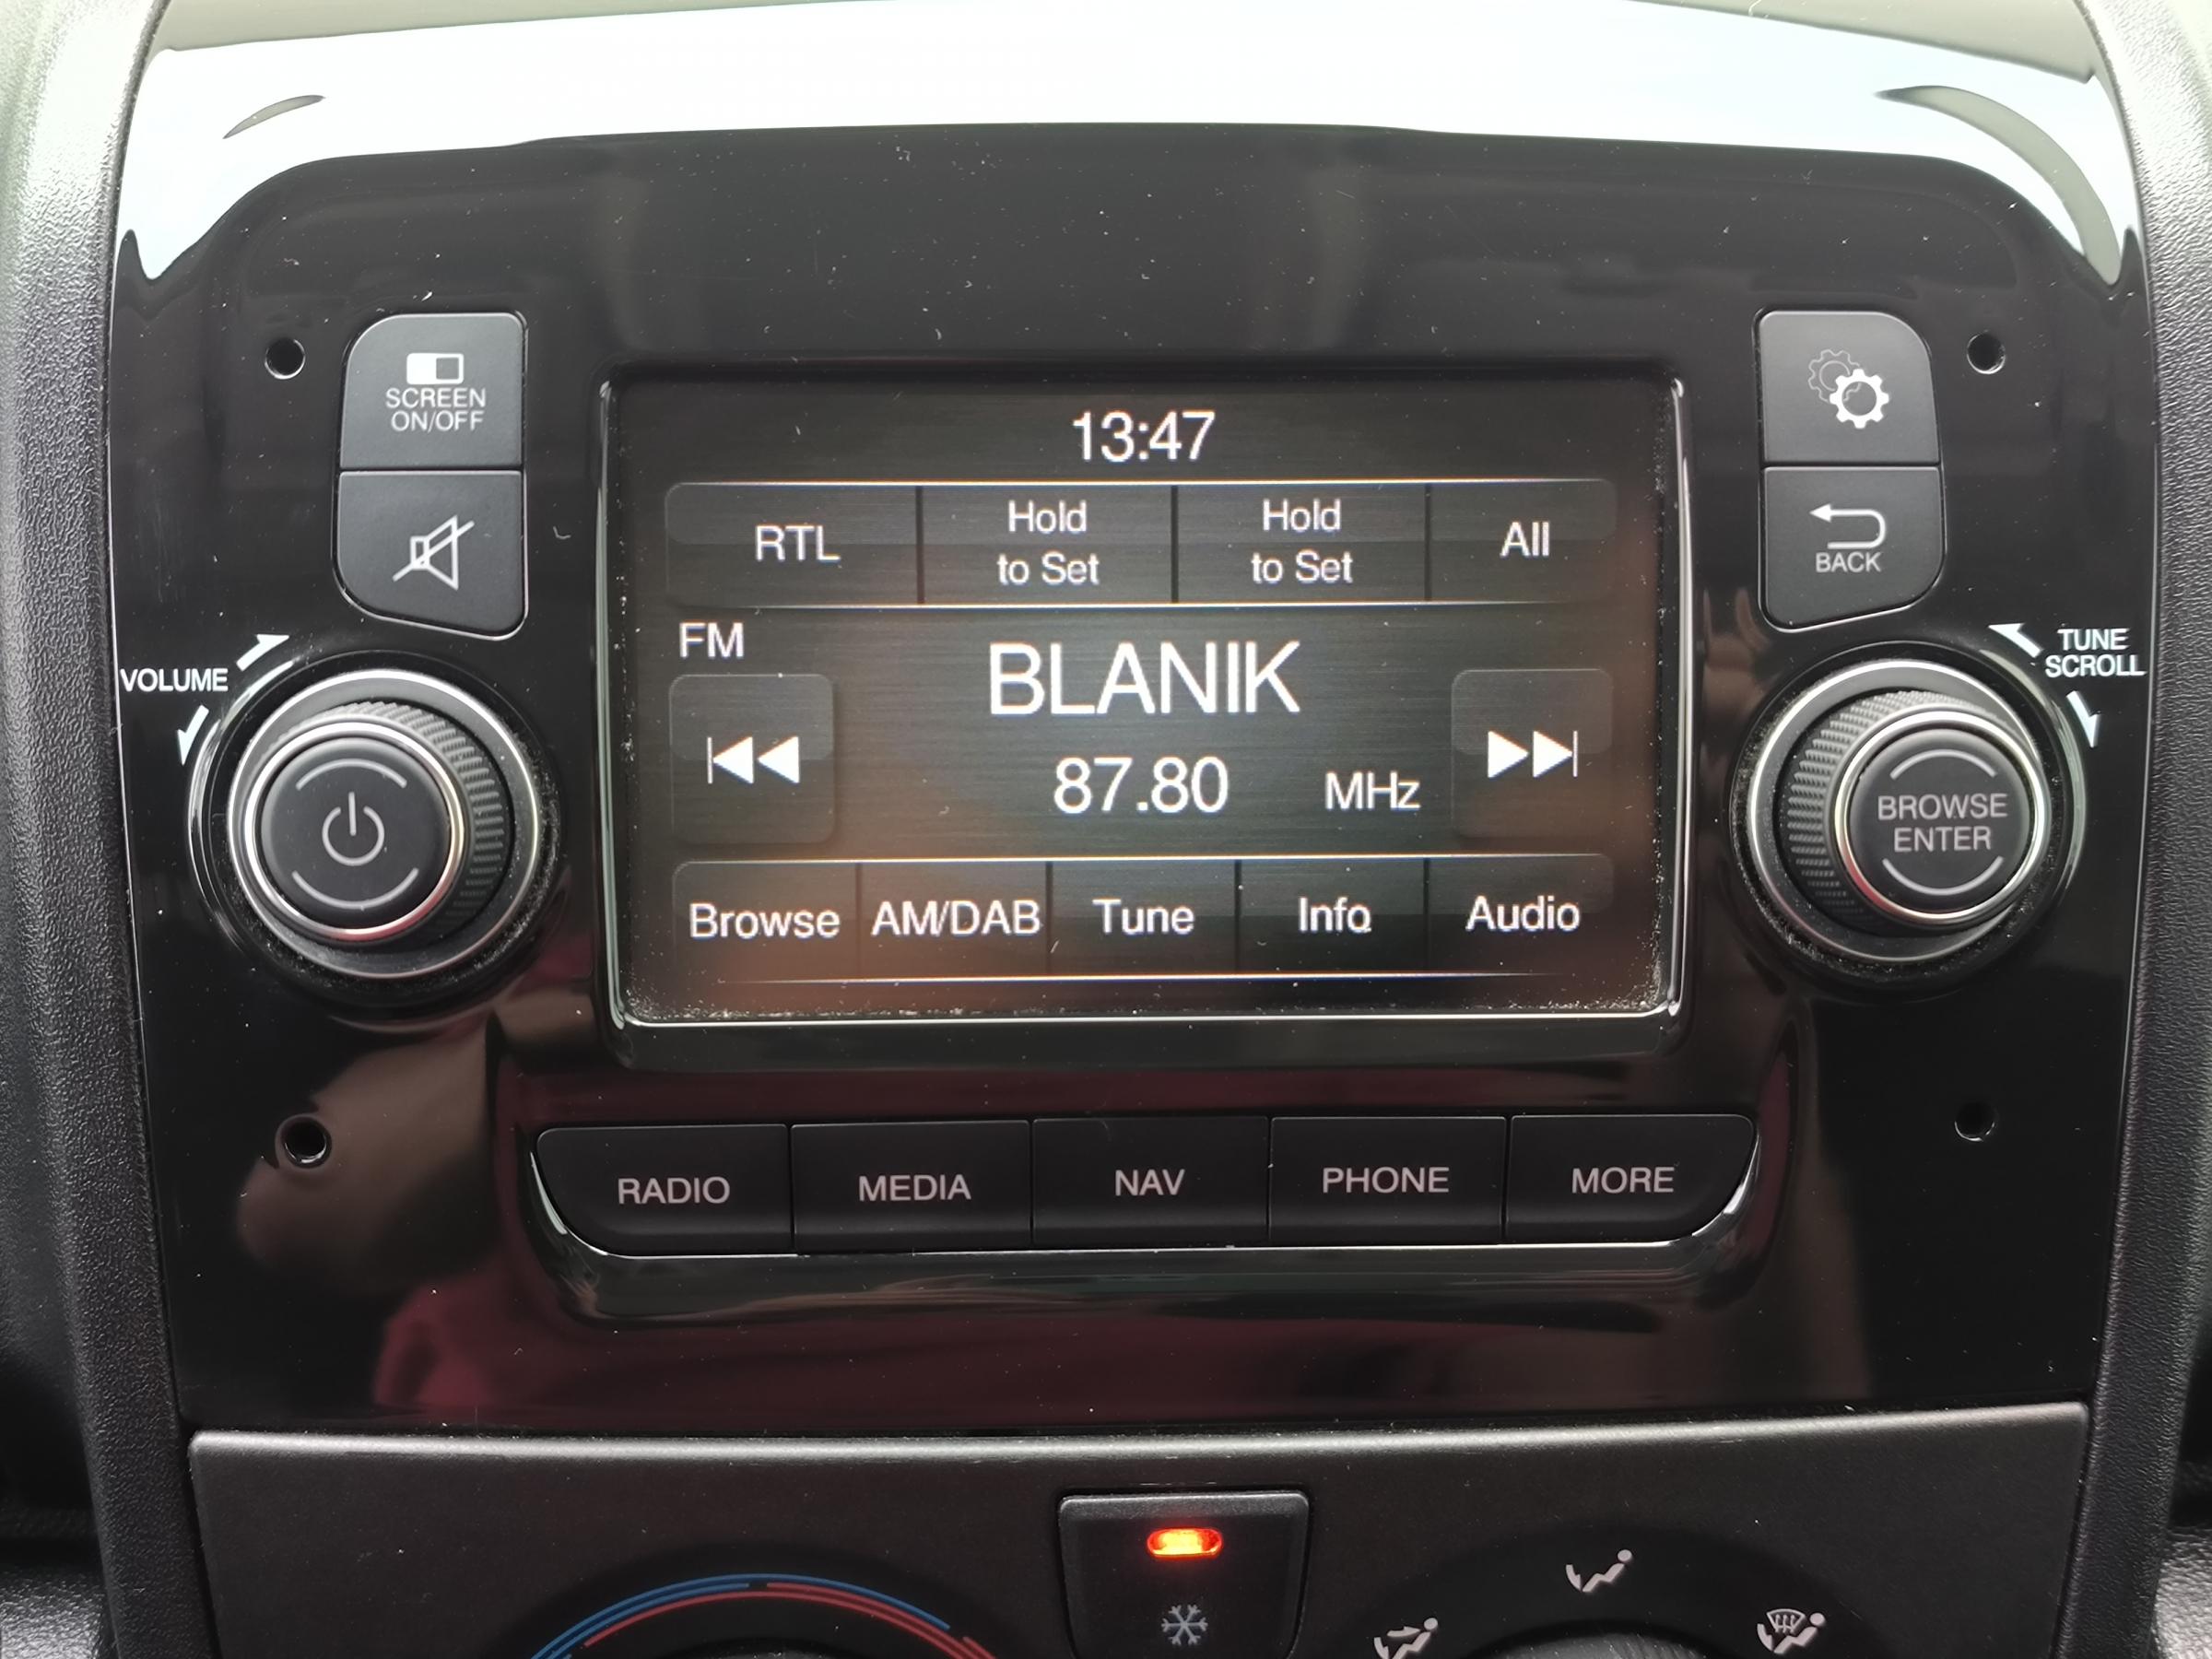 SCREEN
ON/OFF
BACK
VOLUME
TUNE
SCROLL
BROWSE
ENTER
13:47
RTL
Hold
to Set
Hold
to Set
All
FM
BLANIK
87.80 MHz
Browse AM/DAB Tune Info Audio
RADIO MEDIA NAV PHONE MORE